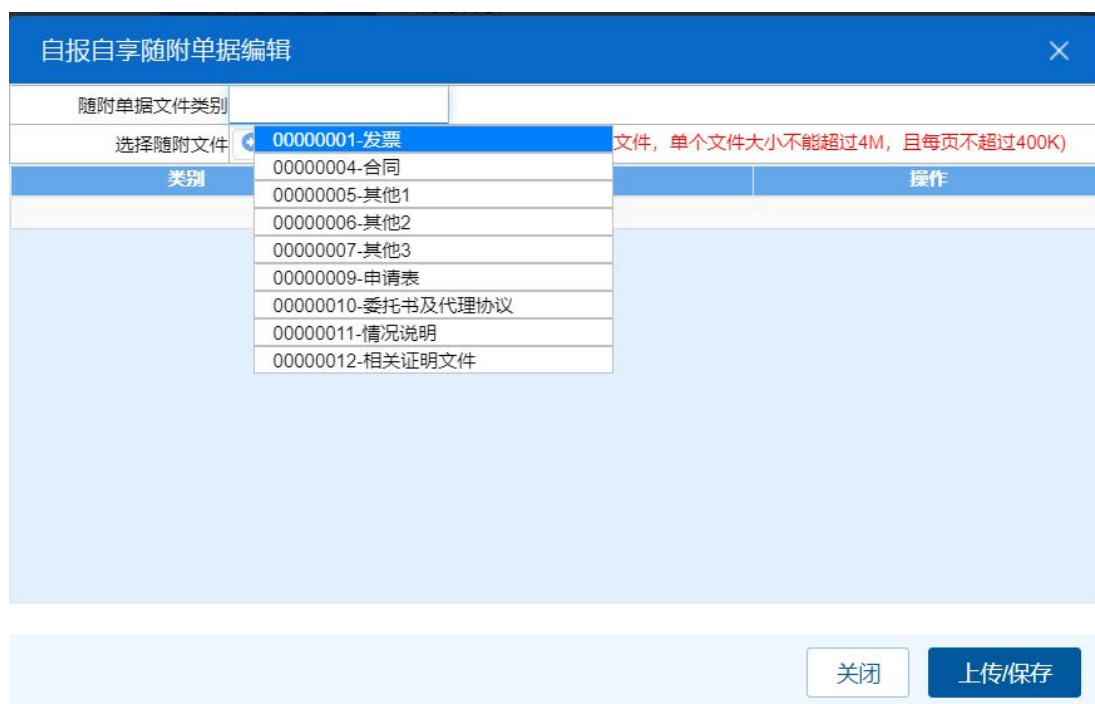 自报自享随附单据编辑
随附单据文件类别
选择随附文件 文件，单个文件大小不能超过4M，且每页不超过400K)
00000001-发票
00000004-合同
00000005-其他1
00000006-其他2
00000007-其他3
00000009-申请表
00000010-委托书及代理协议
00000011-情况说明
00000012-相关证明文件
类别 操作
关闭 上传/保存